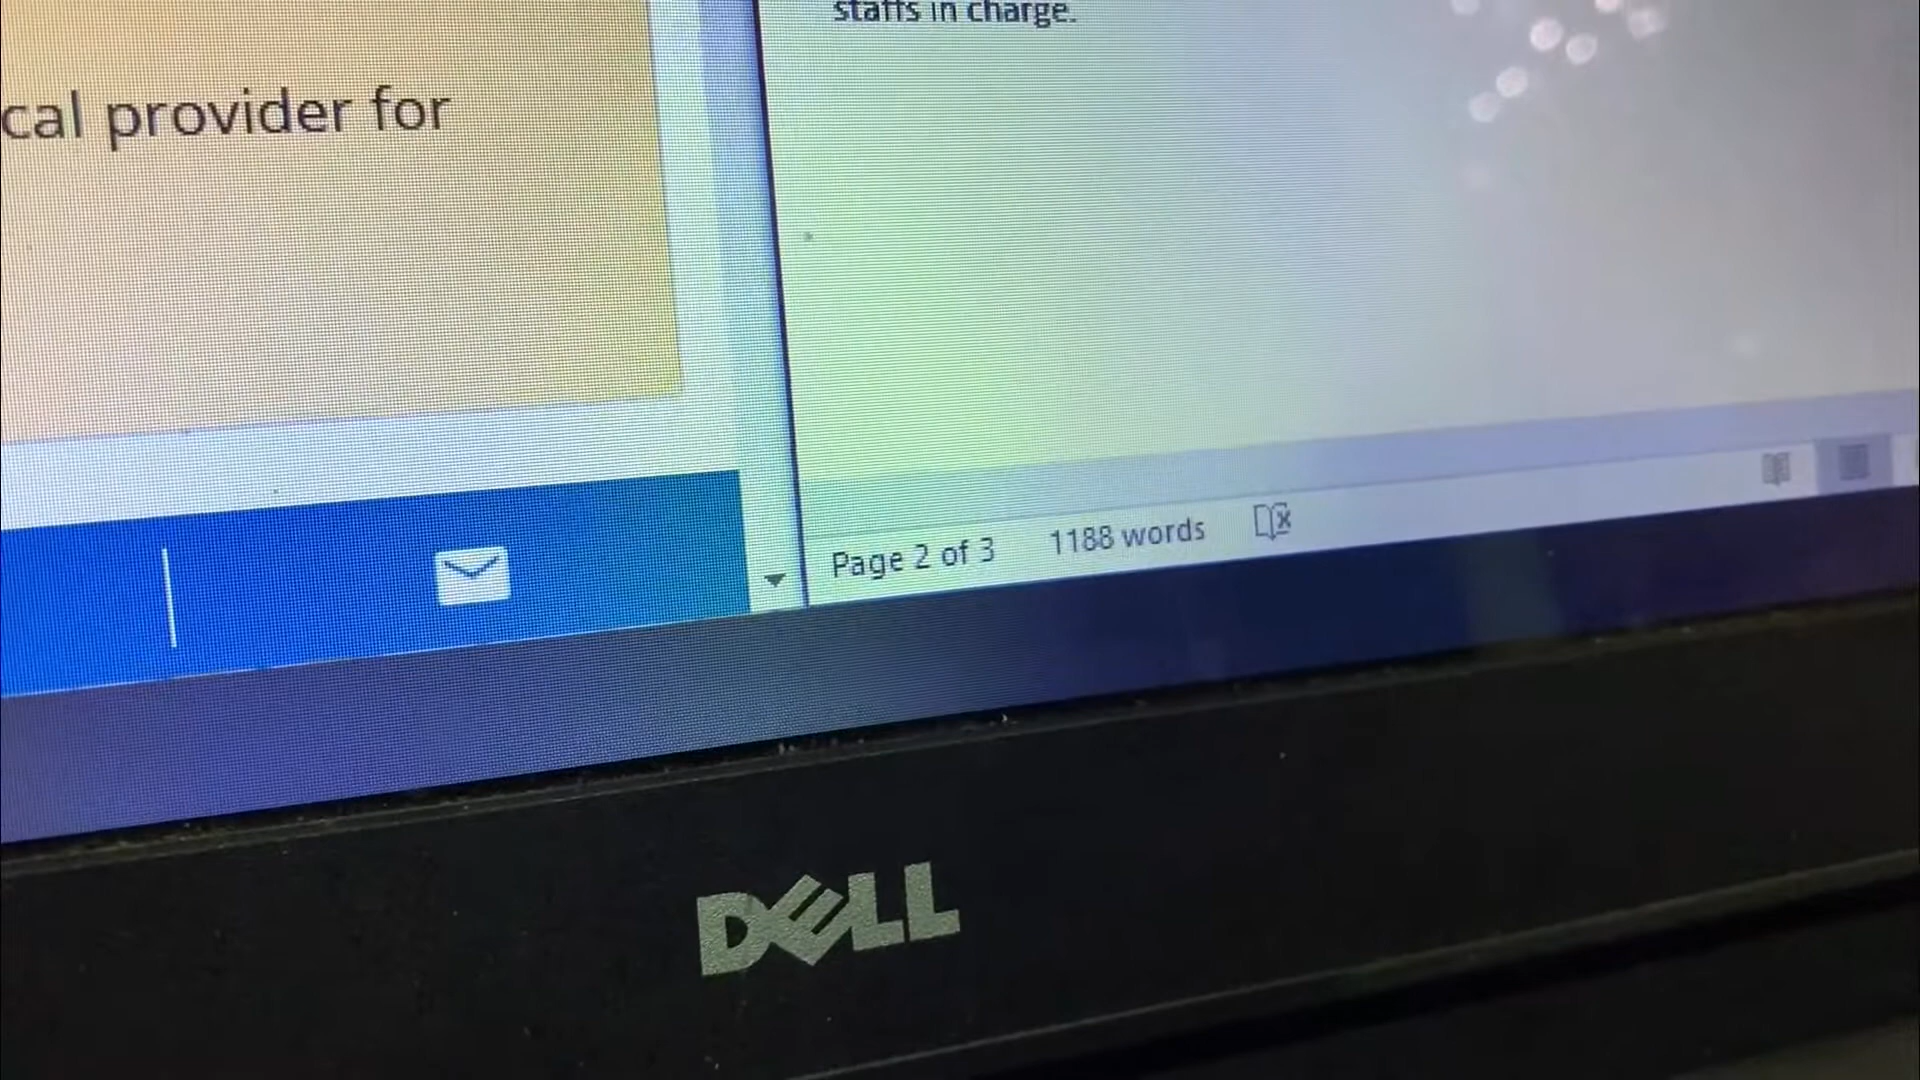 staffs in charge.
cal provider for
Page 2 of 3 1188 words
DELL